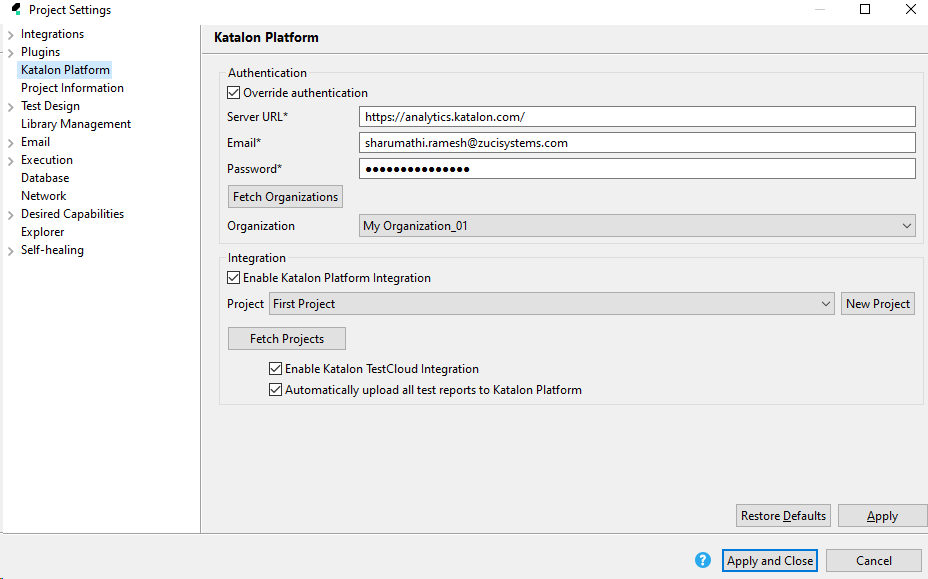 Project Settings
Integrations
Plugins
Katalon Platform
Project Information
Test Design
Library Management
Email
Execution
Database
Network
Desired Capabilities
Explorer
Self-healing
Katalon Platform
Authentication
Override authentication
Server URL* https://analytics.katalon.com/
Email* sharumathi.ramesh@zucisystems.com
Password* ●●●●●●●●●●●●●●●
Fetch Organizations
Organization My Organization_01
Integration
Enable Katalon Platform Integration
Project First Project New Project
Fetch Projects
Enable Katalon TestCloud Integration
Automatically upload all test reports to Katalon Platform
Restore Defaults Apply
? Apply and Close Cancel